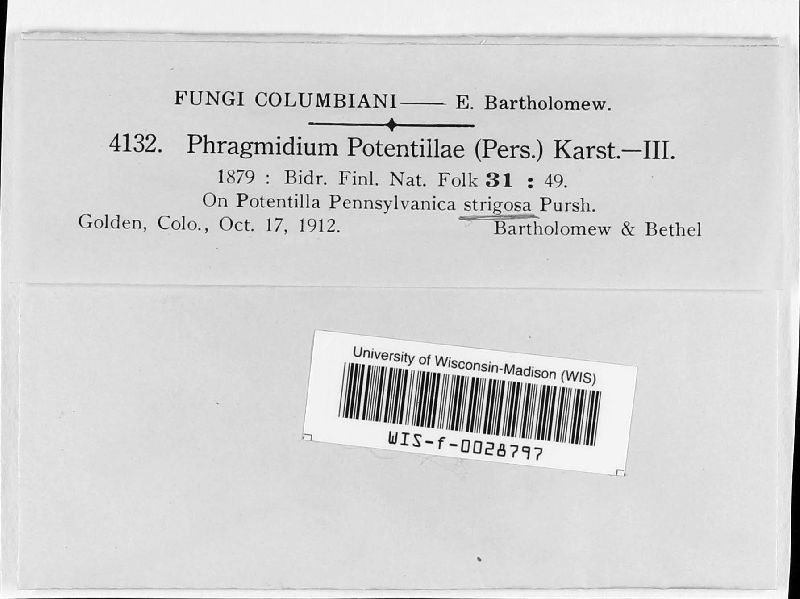 FUNGI COLUMBIANI—— E. Bartholomew.
4132. Phragmidium Potentillae (Pers.) Karst.—III.
1879 : Bidr. Finl. Nat. Folk 31 : 49.
On Potentilla Pennsylvanica strigosa Pursh.
Golden, Colo., Oct. 17, 1912. Bartholomew & Bethel
University of Wisconsin-Madison (WIS)
WIS-f-0028797